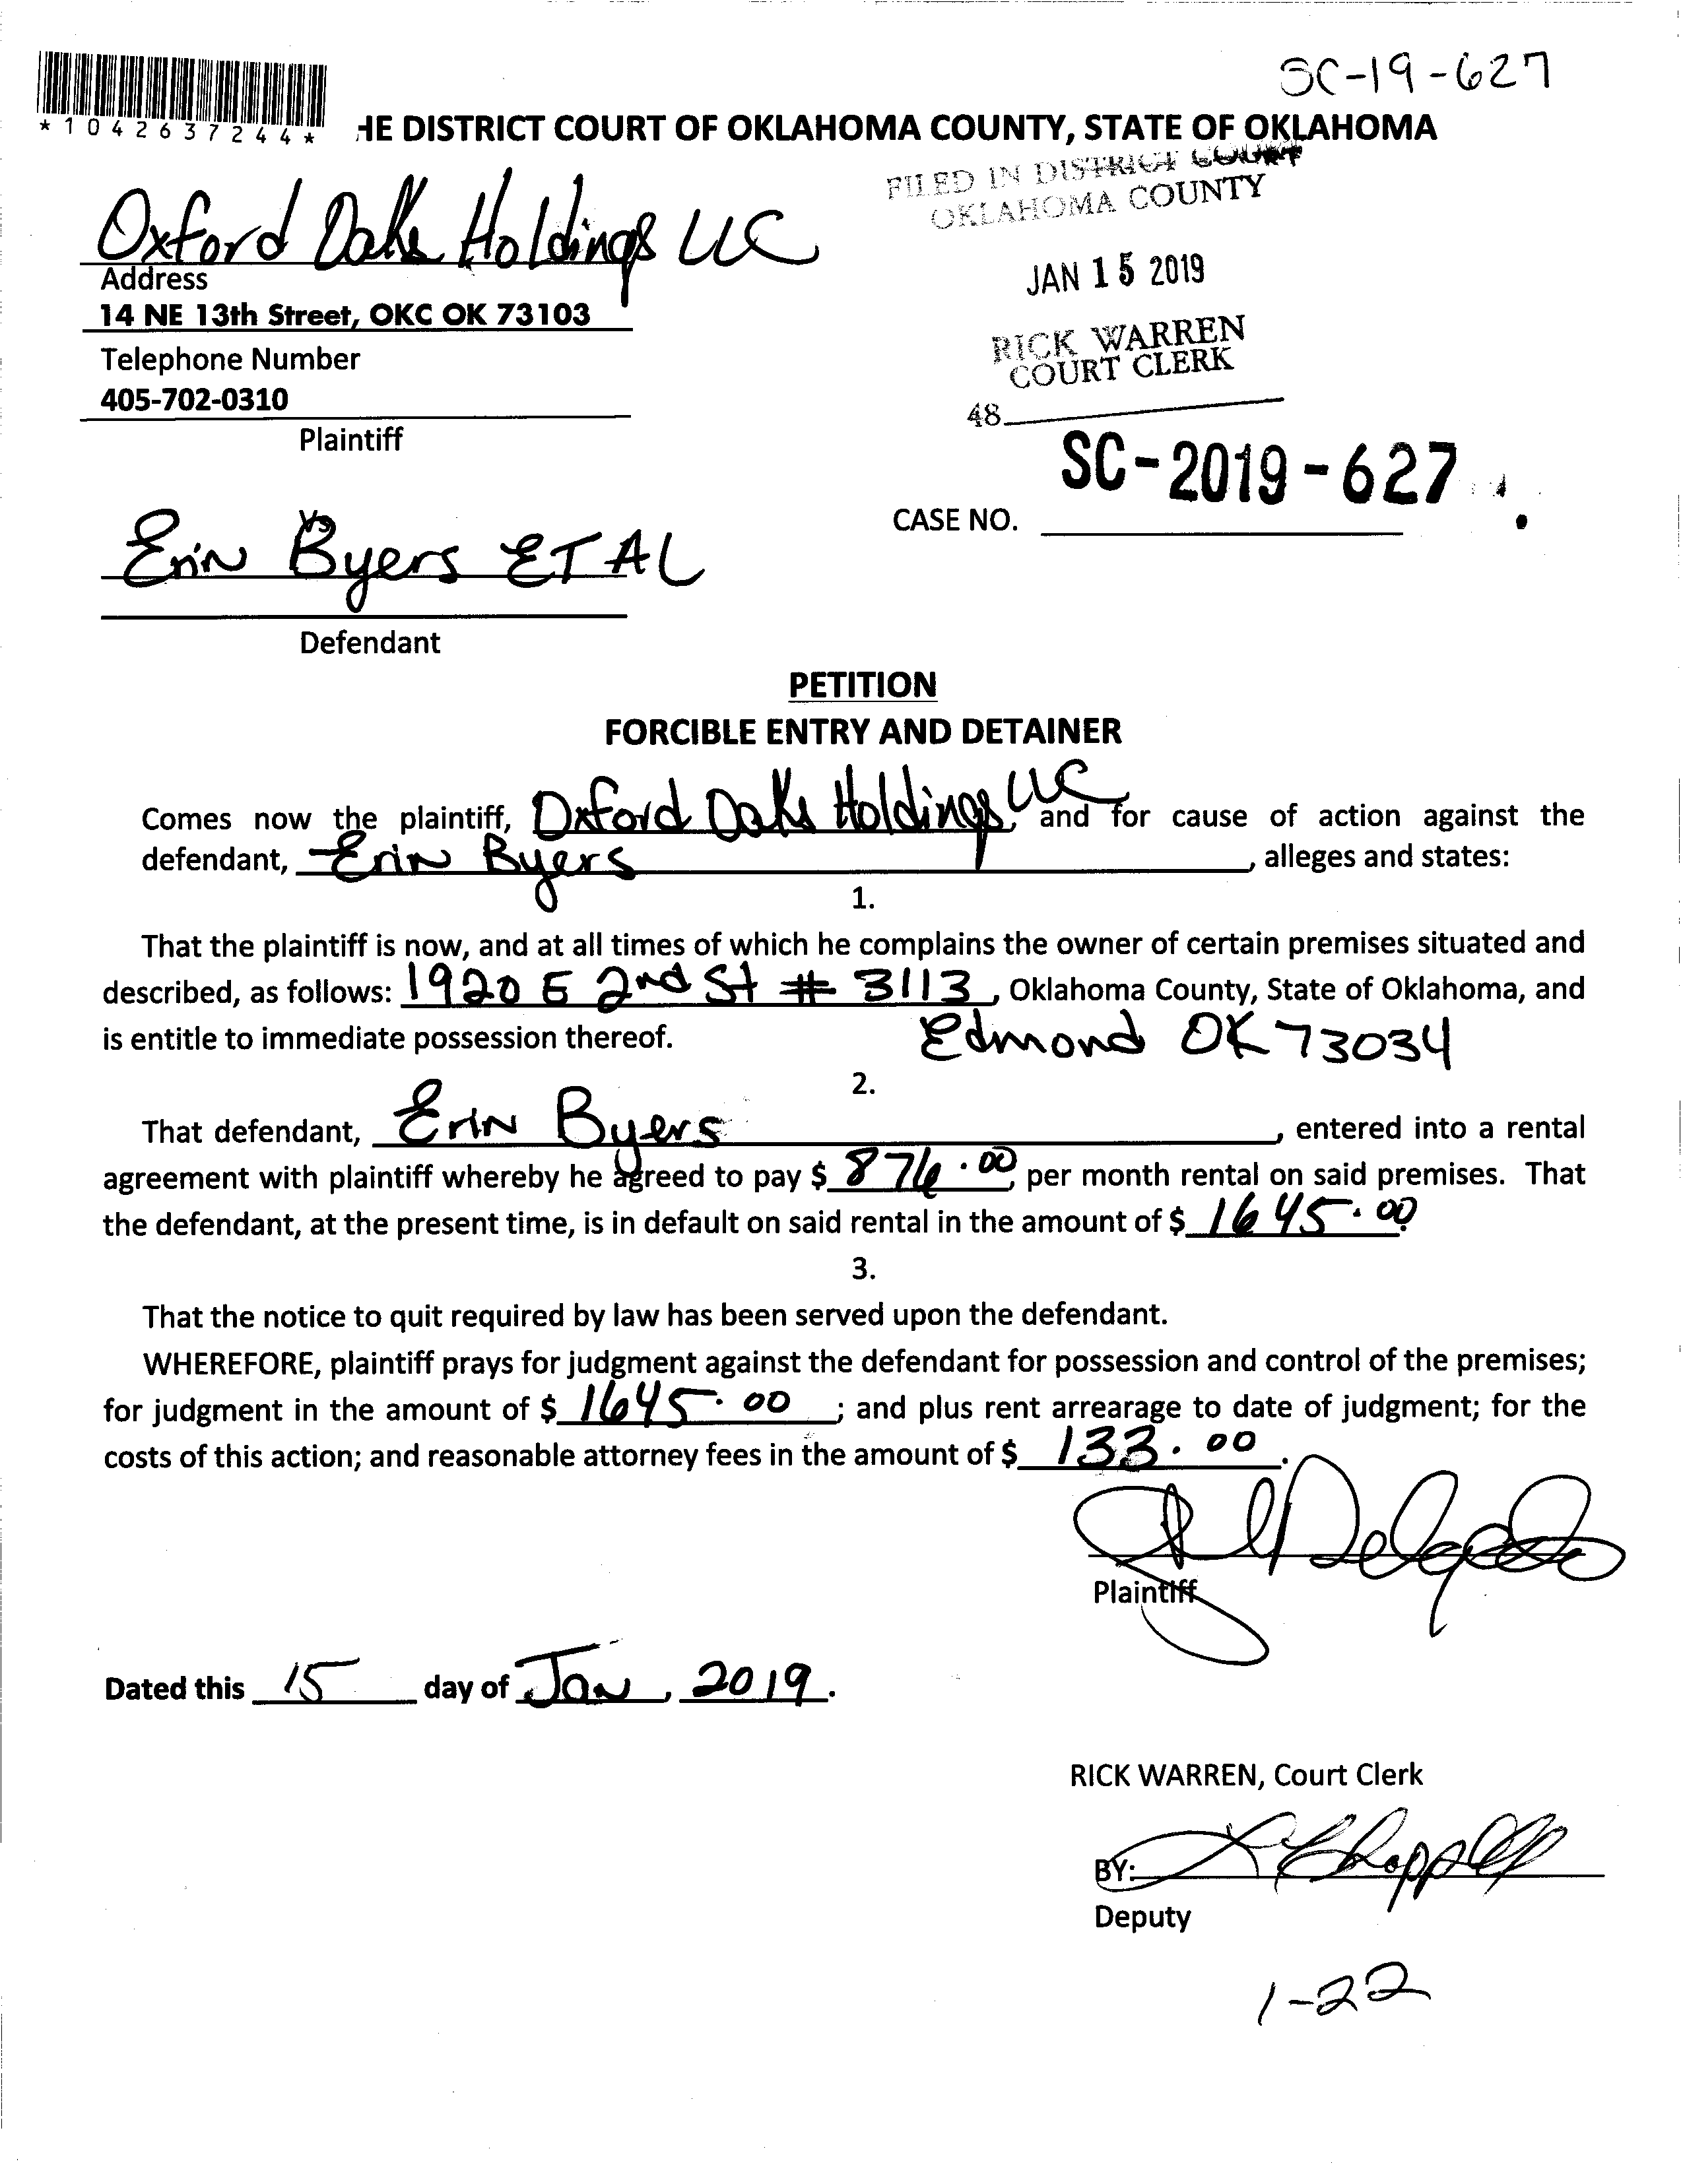 SC-19-627
*1042637244*
HE DISTRICT COURT OF OKLAHOMA COUNTY, STATE OF OKLAHOMA
FILED IN DISTRICT COURT
OKLAHOMA COUNTY
JAN 15 2019
RICK WARREN
COURT CLERK
48
Oxford Oaks Holdings LLC
Address
14 NE 13th Street, OKC OK 73103
Telephone Number
405-702-0310
Plaintiff
SC-2019-627
CASE NO.
Vs
Erin Byers ET AL
Defendant
PETITION
FORCIBLE ENTRY AND DETAINER
Comes now the plaintiff, Oxford Oaks Holdings LLC, and for cause of action against the
defendant, Erin Byers, alleges and states:
1.
That the plaintiff is now, and at all times of which he complains the owner of certain premises situated and
described, as follows: 1920 E 2nd St # 3113, Oklahoma County, State of Oklahoma, and
is entitle to immediate possession thereof. Edmond OK 73034
2.
That defendant, Erin Byers, entered into a rental
agreement with plaintiff whereby he agreed to pay $ 876.00, per month rental on said premises. That
the defendant, at the present time, is in default on said rental in the amount of $ 1645.00.
3.
That the notice to quit required by law has been served upon the defendant.
WHEREFORE, plaintiff prays for judgment against the defendant for possession and control of the premises;
for judgment in the amount of $ 1645.00 ; and plus rent arrearage to date of judgment; for the
costs of this action; and reasonable attorney fees in the amount of $ 133.00.
Plaintiff
Dated this 15 day of Jan, 2019.
RICK WARREN, Court Clerk
BY:
Deputy
1-22